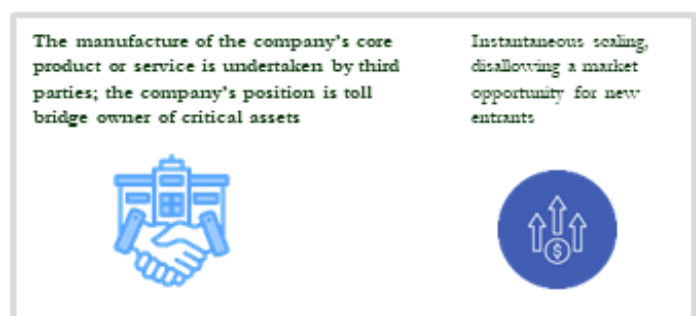 The manufacture of the company's core
product or service is undertaken by third
parties; the company's position is toll
bridge owner of critical assets
Instantaneous scaling,
disallowing a market
opportunity for new
entrants
$